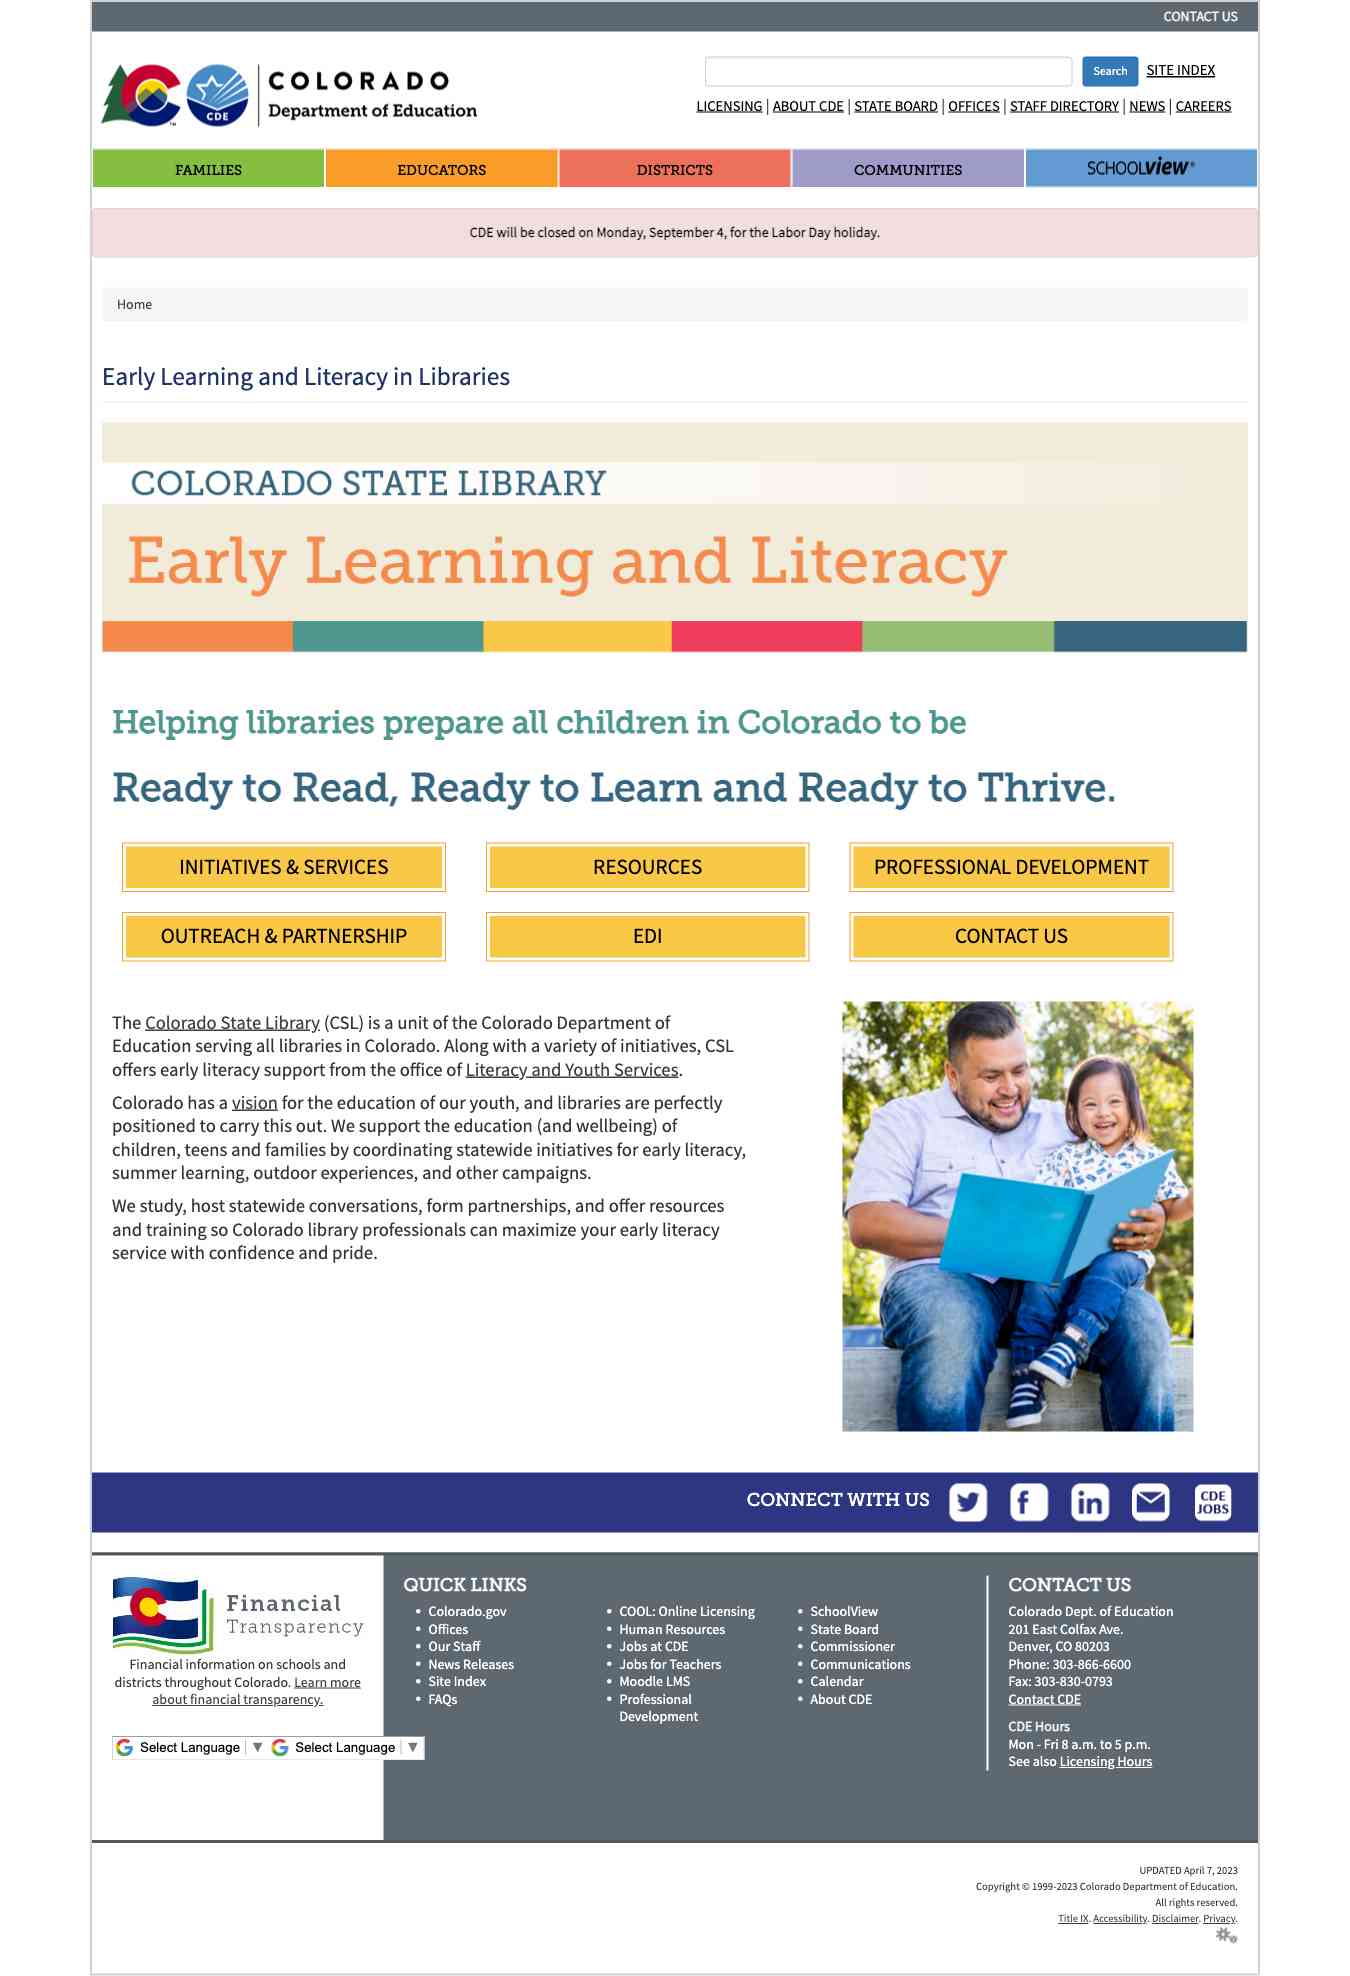 CONTACT US
COLORADO
Department of Education
CDE
TM
Search
SITE INDEX
LICENSING | ABOUT CDE | STATE BOARD | OFFICES | STAFF DIRECTORY | NEWS | CAREERS
FAMILIES
EDUCATORS
DISTRICTS
COMMUNITIES
SCHOOLview®
CDE will be closed on Monday, September 4, for the Labor Day holiday.
Home
Early Learning and Literacy in Libraries
COLORADO STATE LIBRARY
Early Learning and Literacy
Helping libraries prepare all children in Colorado to be
Ready to Read, Ready to Learn and Ready to Thrive.
INITIATIVES & SERVICES
RESOURCES
PROFESSIONAL DEVELOPMENT
OUTREACH & PARTNERSHIP
EDI
CONTACT US
The Colorado State Library (CSL) is a unit of the Colorado Department of
Education serving all libraries in Colorado. Along with a variety of initiatives, CSL
offers early literacy support from the office of Literacy and Youth Services.
Colorado has a vision for the education of our youth, and libraries are perfectly
positioned to carry this out. We support the education (and wellbeing) of
children, teens and families by coordinating statewide initiatives for early literacy,
summer learning, outdoor experiences, and other campaigns.
We study, host statewide conversations, form partnerships, and offer resources
and training so Colorado library professionals can maximize your early literacy
service with confidence and pride.
CONNECT WITH US
CDE
JOBS
Financial
Transparency
Financial information on schools and
districts throughout Colorado. Learn more
about financial transparency.
Select Language ▼
Select Language ▼
QUICK LINKS
Colorado.gov
Offices
Our Staff
News Releases
Site Index
FAQs
COOL: Online Licensing
Human Resources
Jobs at CDE
Jobs for Teachers
Moodle LMS
Professional
Development
SchoolView
State Board
Commissioner
Communications
Calendar
About CDE
CONTACT US
Colorado Dept. of Education
201 East Colfax Ave.
Denver, CO 80203
Phone: 303-866-6600
Fax: 303-830-0793
Contact CDE
CDE Hours
Mon - Fri 8 a.m. to 5 p.m.
See also Licensing Hours
UPDATED April 7, 2023
Copyright © 1999-2023 Colorado Department of Education.
All rights reserved.
Title IX. Accessibility. Disclaimer. Privacy.